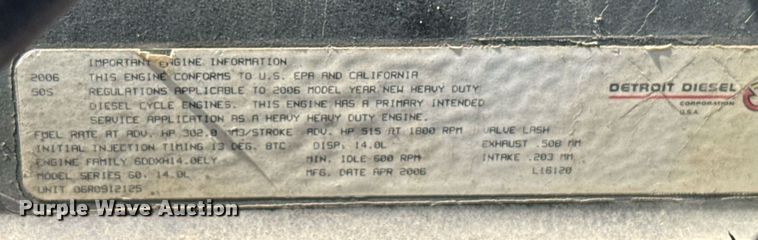 IMPORTANT ENGINE INFORMATION
2006 THIS ENGINE CONFORMS TO U.S. EPA AND CALIFORNIA
50S REGULATIONS APPLICABLE TO 2006 MODEL YEAR NEW HEAVY DUTY
DIESEL CYCLE ENGINES. THIS ENGINE HAS A PRIMARY INTENDED
SERVICE APPLICATION AS A HEAVY HEAVY DUTY ENGINE.
FUEL RATE AT ADV. HP 302.0 MM3/STROKE ADV. HP 515 AT 1800 RPM VALVE LASH
INITIAL INJECTION TIMING 13 DEG. BTC DISP. 14.0L EXHAUST .508 MM
ENGINE FAMILY 6DDXH14.0ELY MIN. IDLE 600 RPM INTAKE .203 MM
MODEL SERIES 60, 14.0L MFG. DATE APR 2006 L16120
UNIT 06R0912125
DETROIT DIESEL
CORPORATION
U.S.A.
Purple Wave Auction